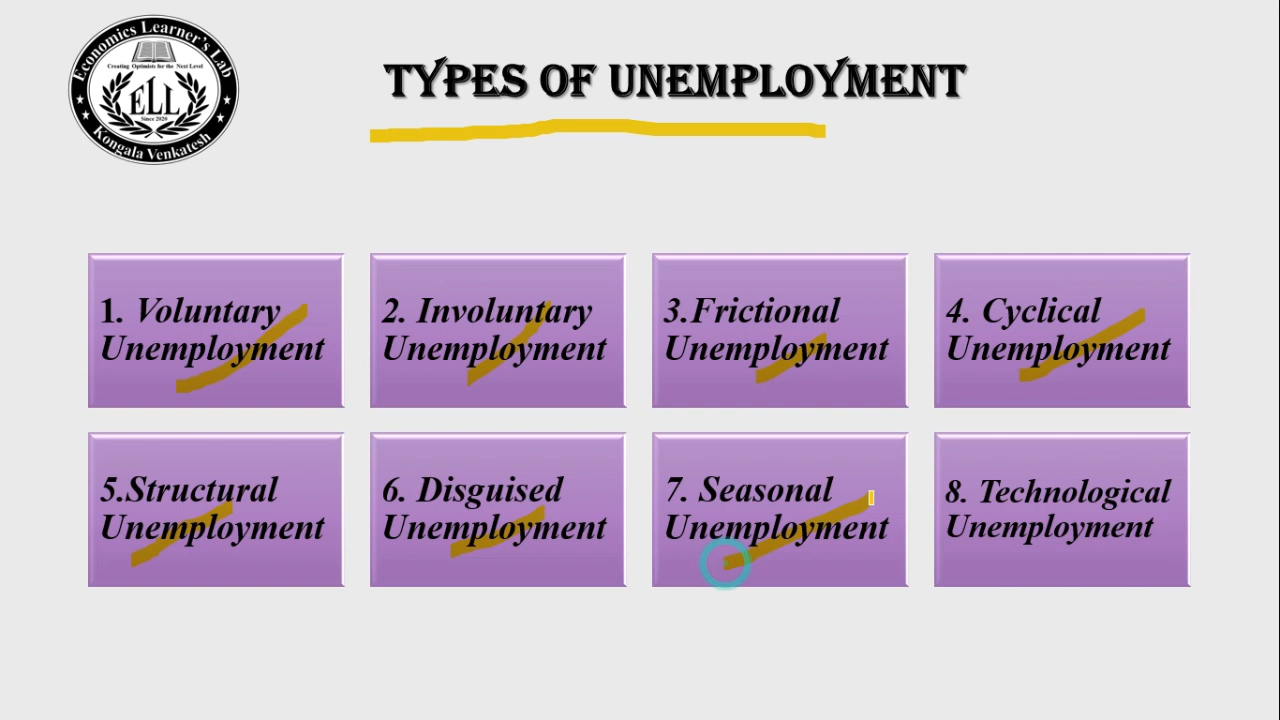 Economics Learner's Lab
Creating Optimists for the Next Level
ELL
Since 2020
Kongala Venkatesh
TYPES OF UNEMPLOYMENT
1. Voluntary
Unemployment
2. Involuntary
Unemployment
3.Frictional
Unemployment
4. Cyclical
Unemployment
5.Structural
Unemployment
6. Disguised
Unemployment
7. Seasonal
Unemployment
8. Technological
Unemployment